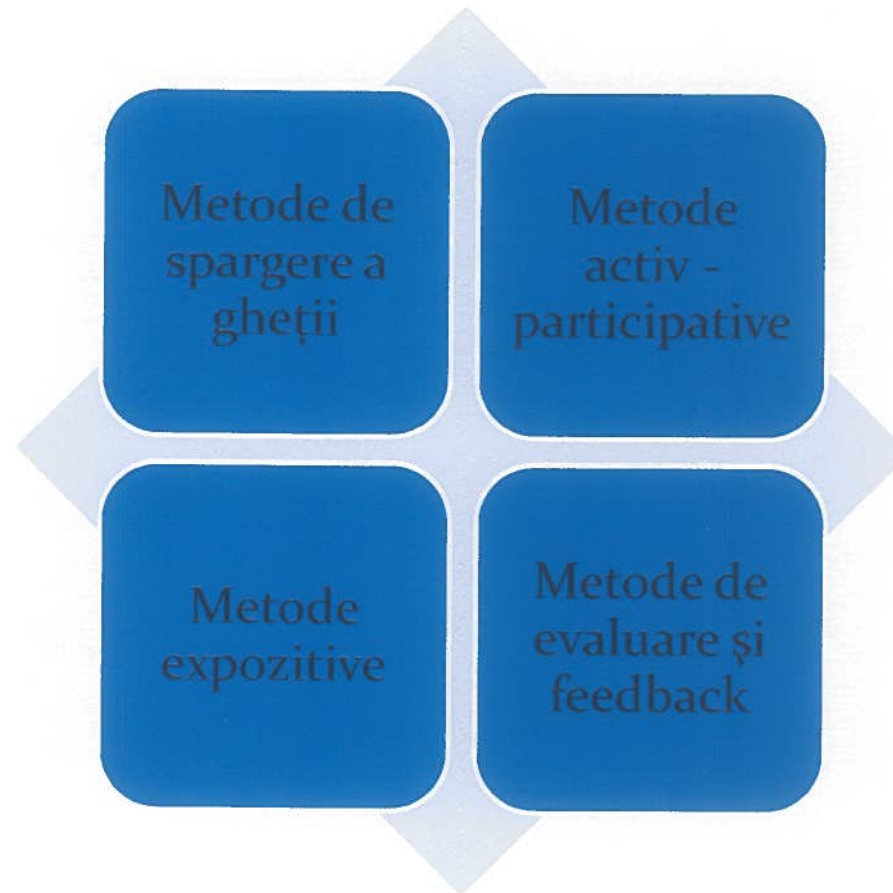 Metode de
spargere a
gheții
Metode
activ -
participative
Metode
expozitive
Metode de
evaluare și
feedback